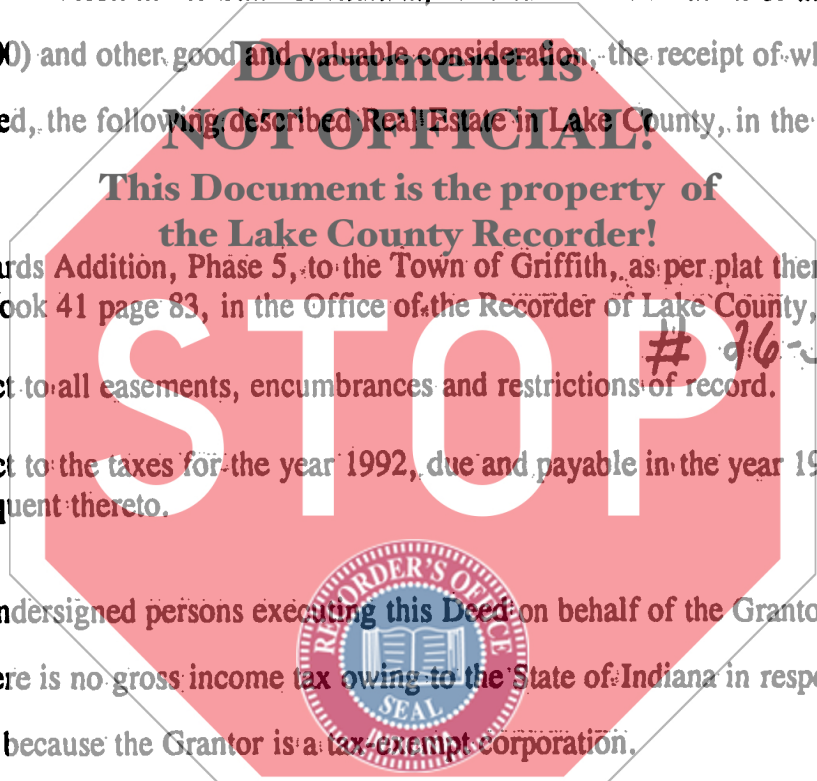 0) and other good and valuable consideration, the receipt of wh
Document is
ed, the following described Real Estate in Lake County, in the
NOT OFFICIAL!
This Document is the property of
the Lake County Recorder!
rds Addition, Phase 5, to the Town of Griffith, as per plat ther
ook 41 page 83, in the Office of the Recorder of Lake County,
# 26-
STOP
ct to all easements, encumbrances and restrictions of record.
ct to the taxes for the year 1992, due and payable in the year 19
quent thereto.
RECORDER'S OFFICE
ndersigned persons executing this Deed on behalf of the Granto
ere is no gross income tax owing to the State of Indiana in respe
SEAL
because the Grantor is a tax-exempt corporation.